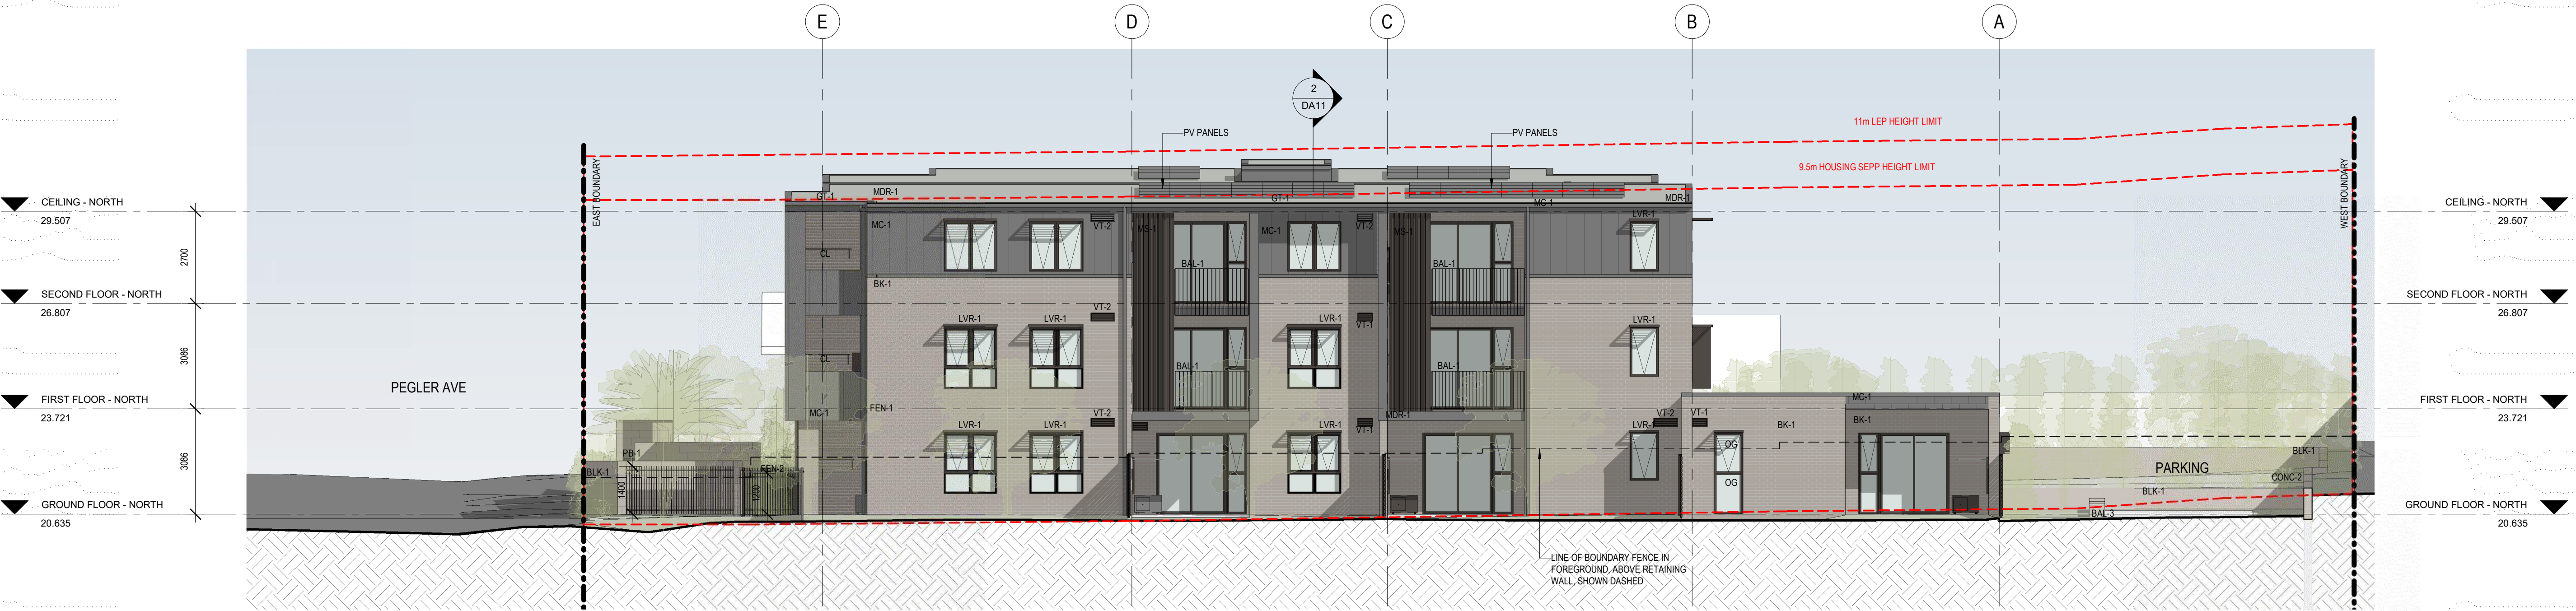 E
D
C
B
A
2
DA11
PV PANELS
PV PANELS
11m LEP HEIGHT LIMIT
9.5m HOUSING SEPP HEIGHT LIMIT
EAST BOUNDARY
WEST BOUNDARY
CEILING - NORTH
29.507
CEILING - NORTH
29.507
GT-1
MDR-1
GT-1
MC-1
MDR-1
MC-1
VT-2
MS-1
MC-1
VT-2
MS-1
LVR-1
CL
BAL-1
BAL-1
2700
BK-1
SECOND FLOOR - NORTH
26.807
SECOND FLOOR - NORTH
26.807
VT-2
LVR-1
LVR-1
LVR-1
VT-1
LVR-1
3086
CL
BAL-1
BAL-1
PEGLER AVE
FIRST FLOOR - NORTH
23.721
FIRST FLOOR - NORTH
23.721
MC-1
FEN-1
VT-2
MDR-1
VT-2
VT-1
MC-1
LVR-1
LVR-1
LVR-1
VT-1
LVR-1
BK-1
BK-1
OG
OG
3086
PB-1
BLK-1
FEN-2
1400
1200
BLK-1
PARKING
CONC-2
BLK-1
BAL-3
GROUND FLOOR - NORTH
20.635
GROUND FLOOR - NORTH
20.635
LINE OF BOUNDARY FENCE IN
FOREGROUND, ABOVE RETAINING
WALL, SHOWN DASHED